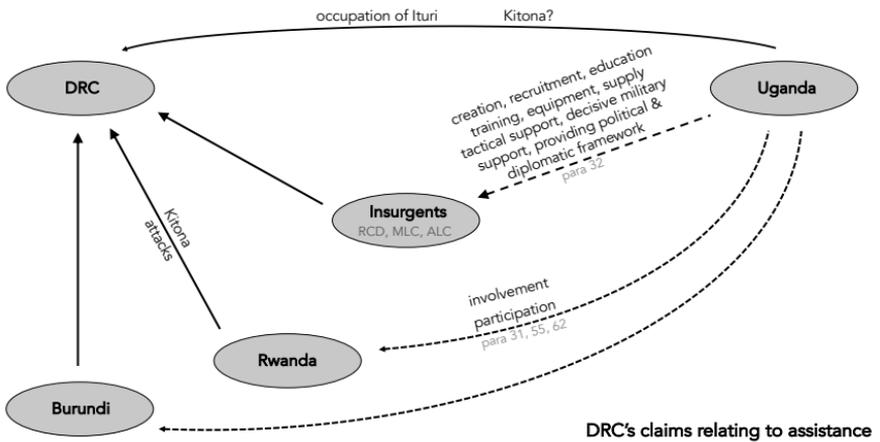 occupation of Ituri Kitona?
DRC
Uganda
creation, recruitment, education
training, equipment, supply
tactical support, decisive military
support, providing political &
diplomatic framework
para 32
Insurgents
RCD, MLC, ALC
Kitona
attacks
involvement
participation
para 31, 55, 62
Rwanda
Burundi
DRC's claims relating to assistance